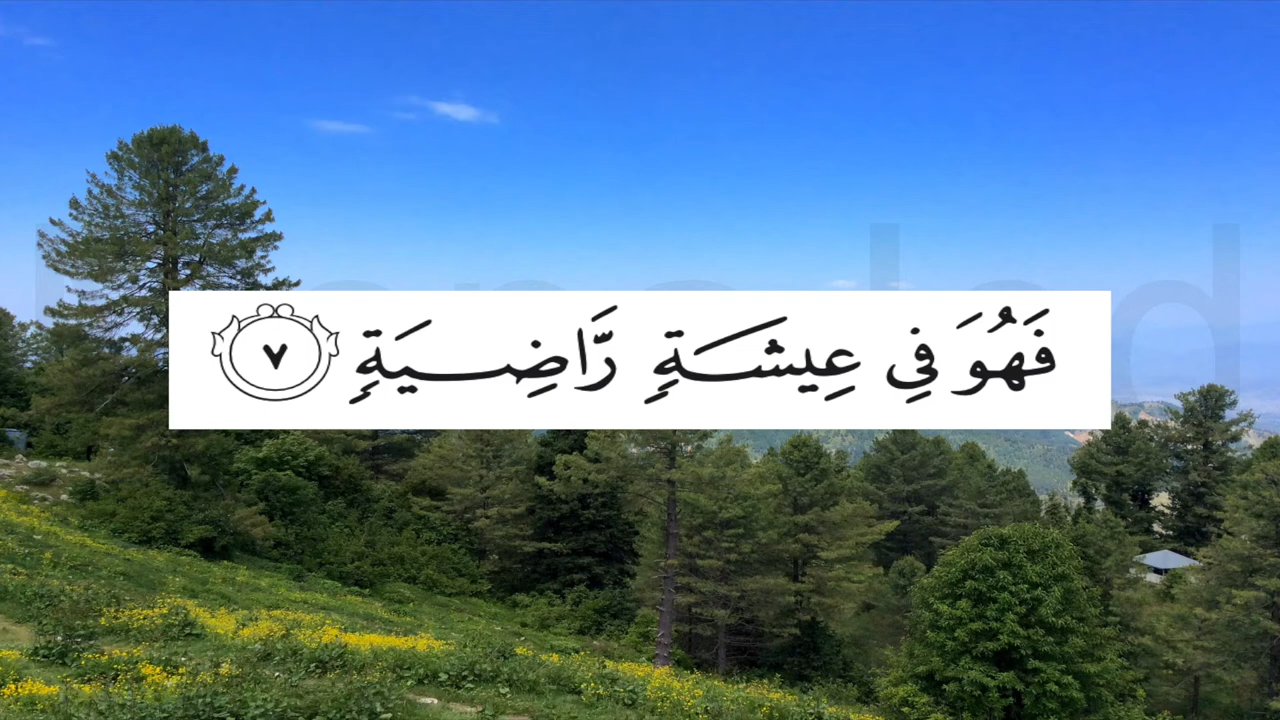 فَهُوَ فِي عِيشَةٍ رَّاضِيَةٍ ٧